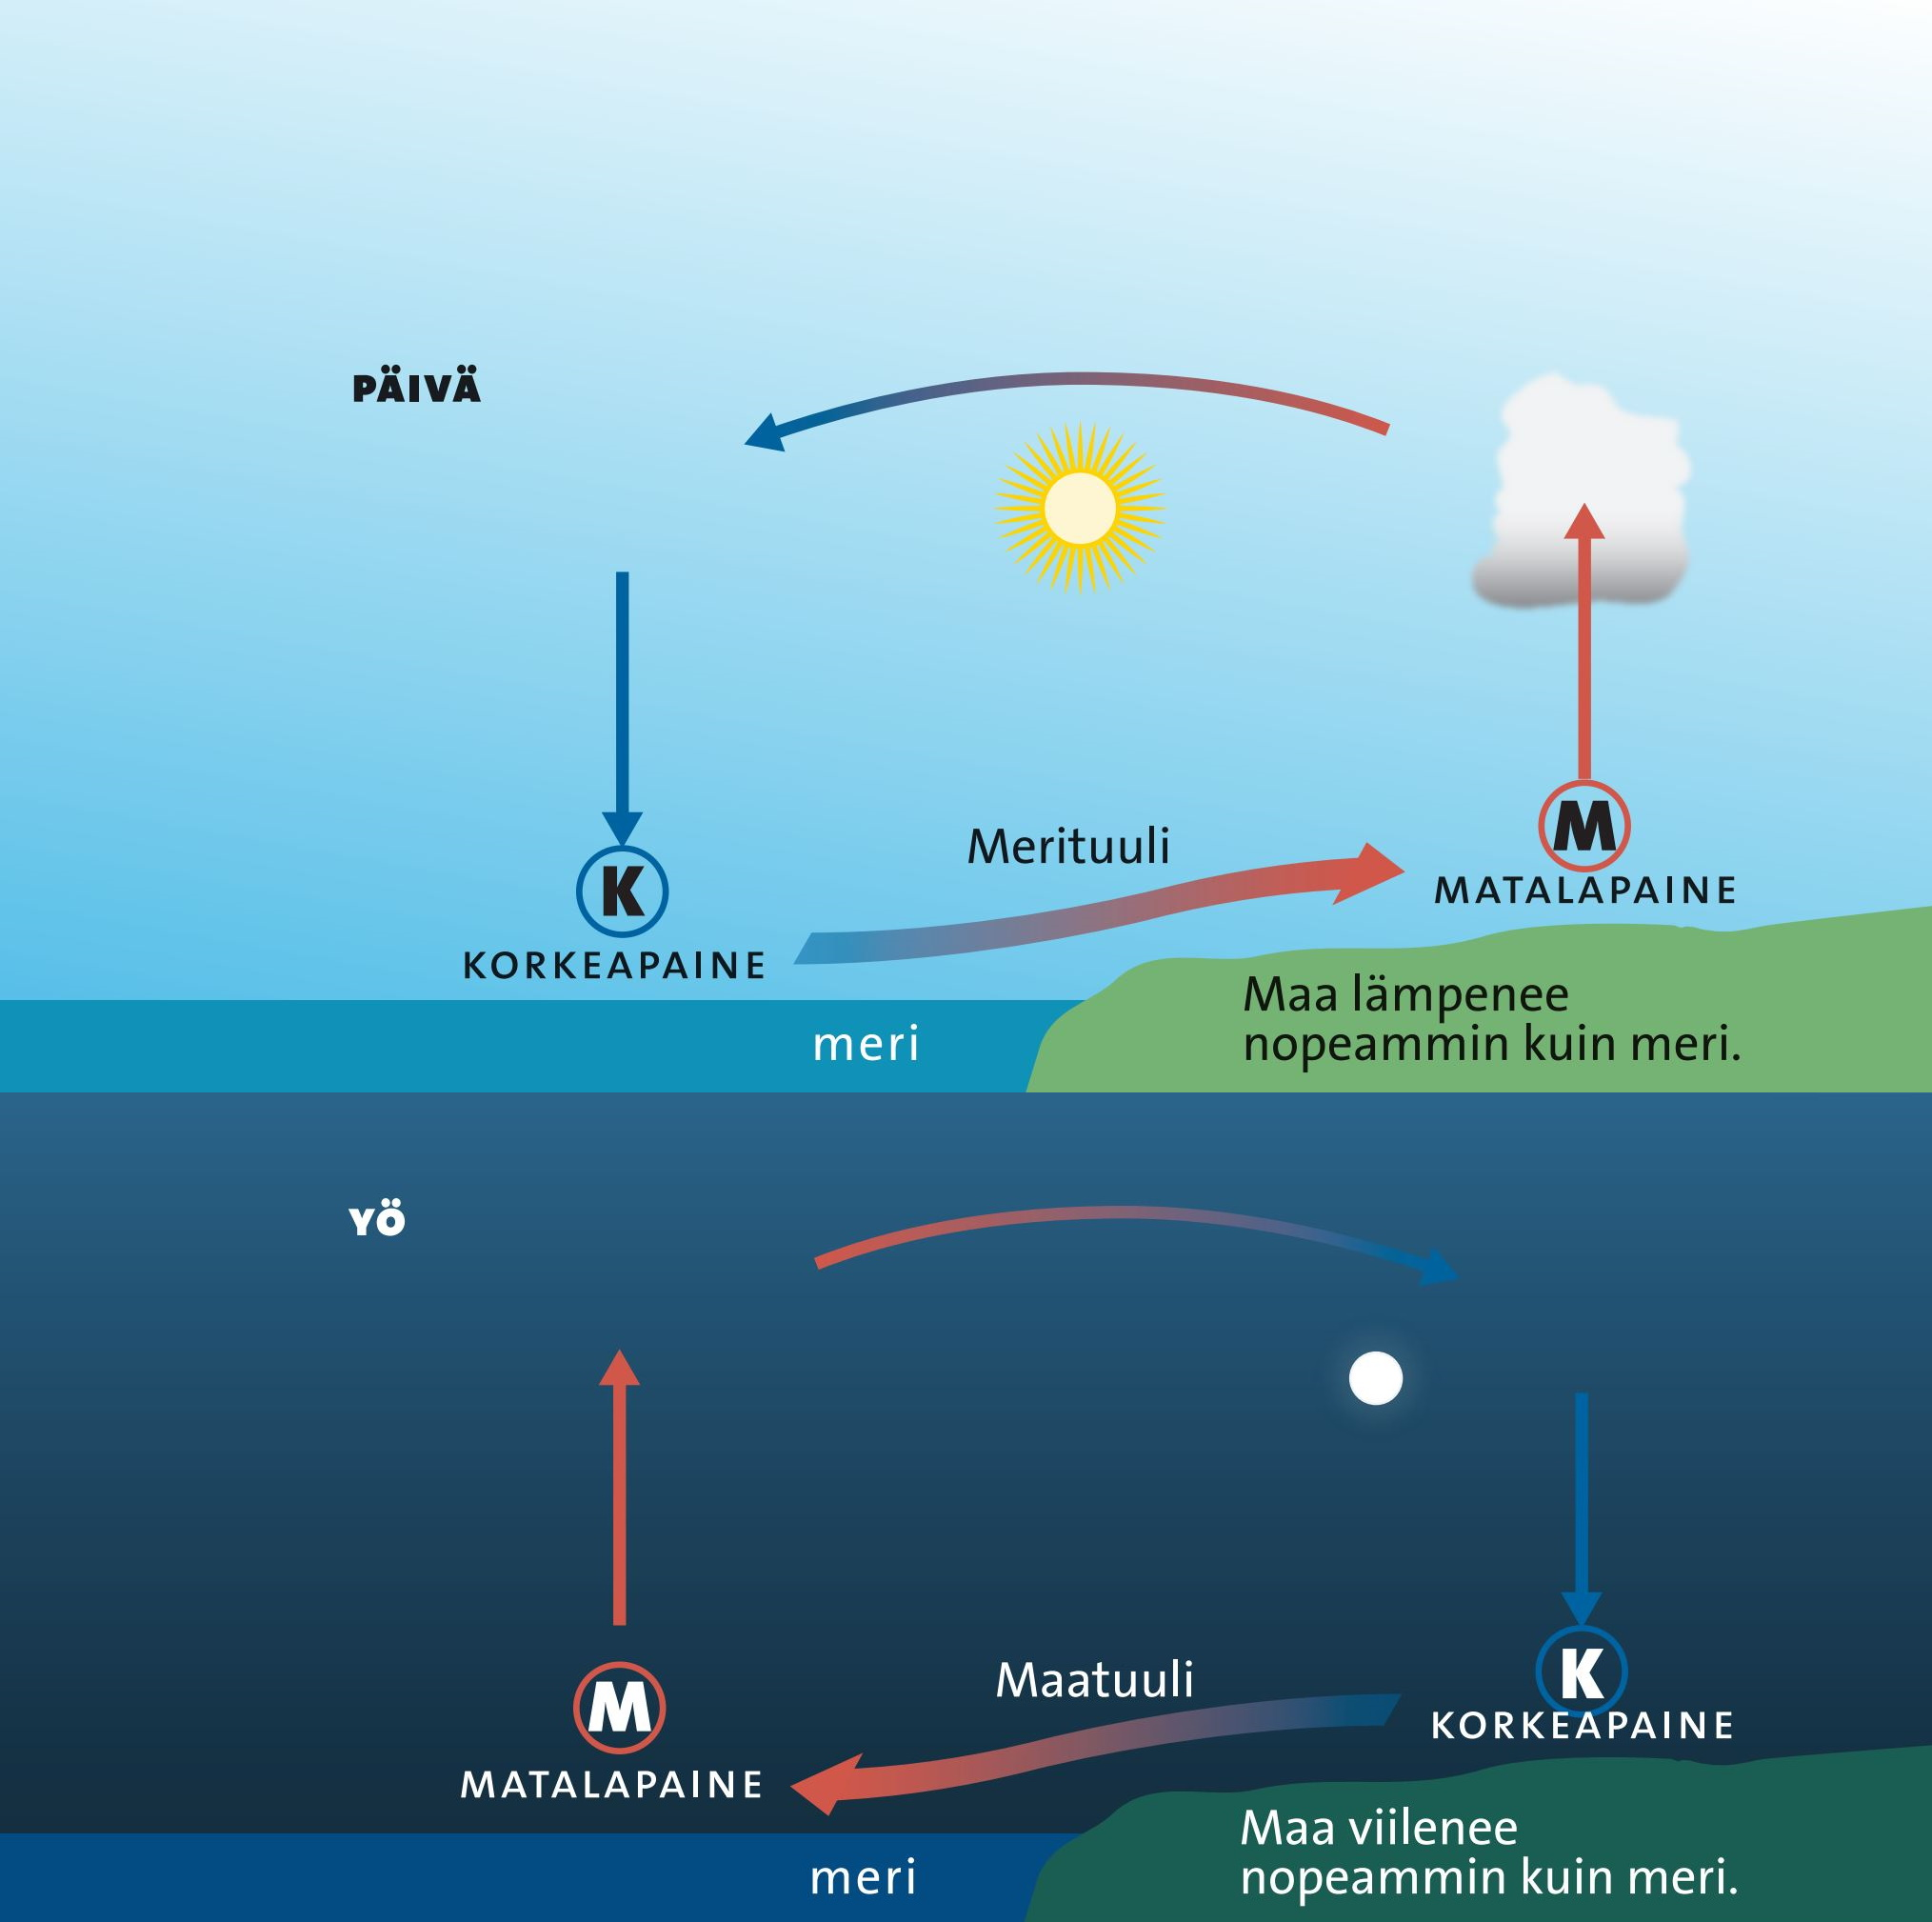 PÄIVÄ
Merituuli
M
MATALAPAINE
K
KORKEAPAINE
Maa lämpenee
nopeammin kuin meri.
meri
YÖ
Maatuuli
K
KORKEAPAINE
M
MATALAPAINE
Maa viilenee
nopeammin kuin meri.
meri